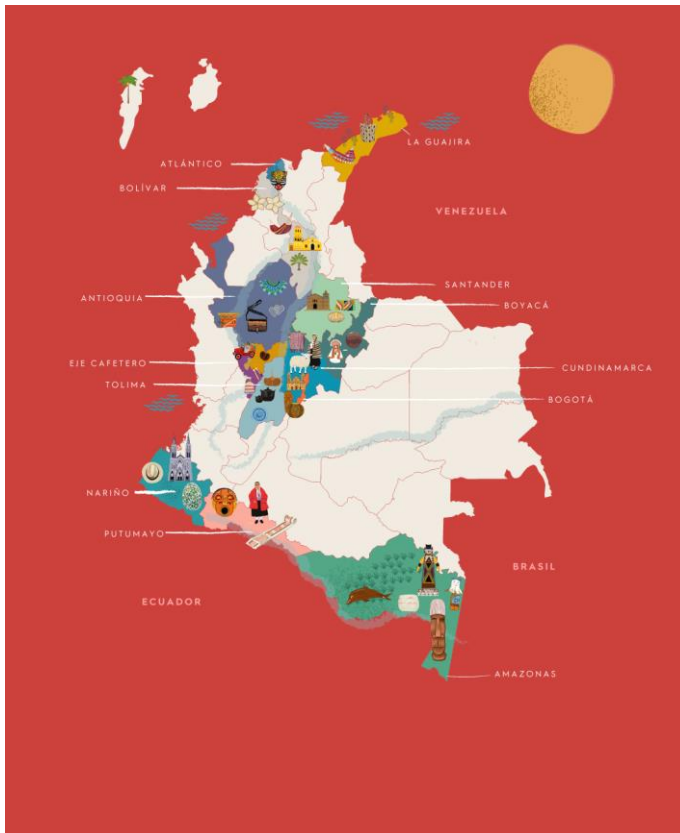 LA GUAJIRA
ATLÁNTICO
BOLÍVAR
VENEZUELA
SANTANDER
ANTIOQUIA
BOYACÁ
EJE CAFETERO
CUNDINAMARCA
TOLIMA
BOGOTÁ
NARIÑO
PUTUMAYO
BRASIL
ECUADOR
AMAZONAS